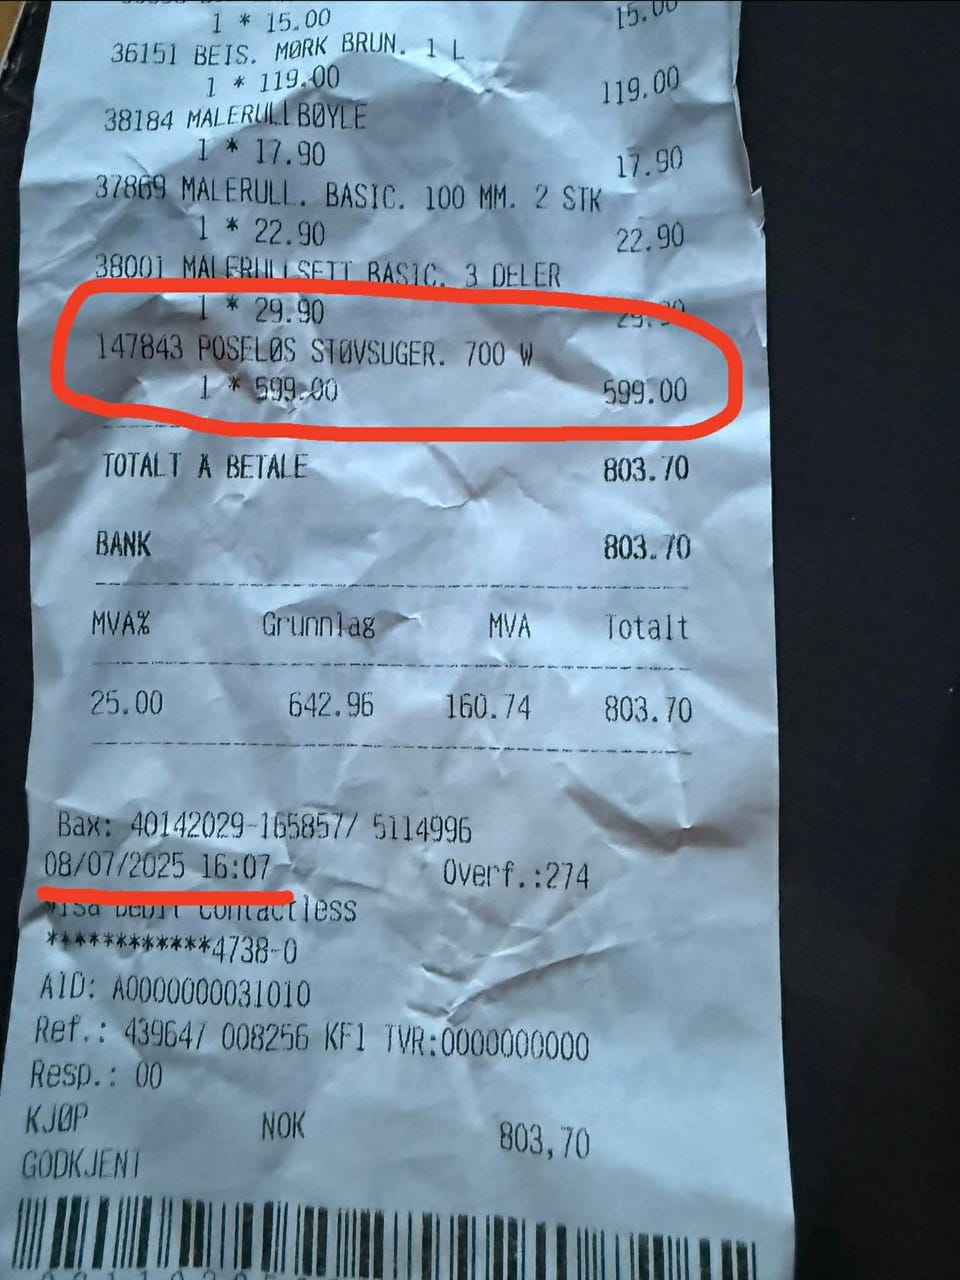 1 * 15.00 15.00
36151 BEIS. MØRK BRUN. 1 L
1 * 119.00 119.00
38184 MALERULLBØYLE
1 * 17.90 17.90
37869 MALERULL. BASIC. 100 MM. 2 STK
1 * 22.90 22.90
38001 MALERULLSETT BASIC. 3 DELER
1 * 29.90 29.90
147843 POSELØS STØVSUGER. 700 W
1 * 599.00 599.00
TOTALT Å BETALE 803.70
BANK 803.70
MVA% Grunnlag MVA Totalt
25.00 642.96 160.74 803.70
Bax: 40142029-165857/ 5114996
08/07/2025 16:07 Overf.:274
Visa Debit Contactless
************4738-0
AID: A0000000031010
Ref.: 43964/ 008256 KF1 TVR:0000000000
Resp.: 00
KJØP NOK 803,70
GODKJENT